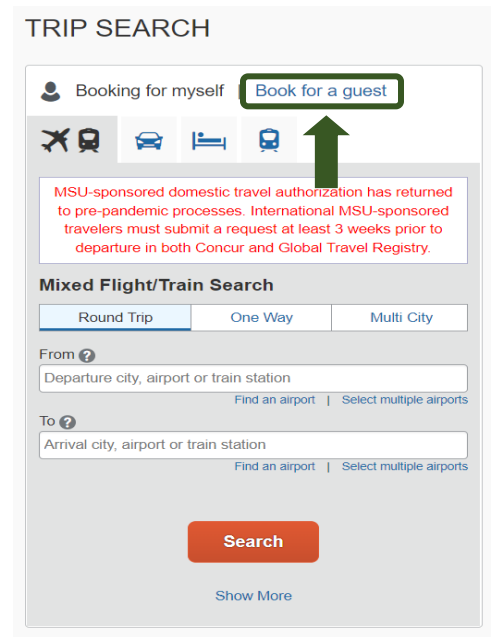 TRIP SEARCH
Booking for myself | Book for a guest
MSU-sponsored domestic travel authorization has returned
to pre-pandemic processes. International MSU-sponsored
travelers must submit a request at least 3 weeks prior to
departure in both Concur and Global Travel Registry.
Mixed Flight/Train Search
Round Trip One Way Multi City
From ?
Departure city, airport or train station
Find an airport | Select multiple airports
To ?
Arrival city, airport or train station
Find an airport | Select multiple airports
Search
Show More